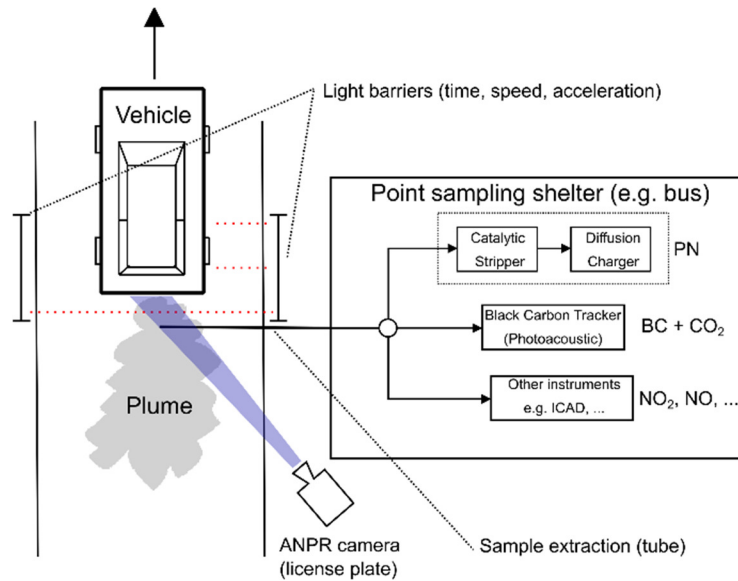 Vehicle
Light barriers (time, speed, acceleration)
Point sampling shelter (e.g. bus)
Catalytic
Stripper
Diffusion
Charger
PN
Black Carbon Tracker
(Photoacoustic)
BC + CO₂
Other instruments
e.g. ICAD, ...
NO₂, NO, ...
Plume
ANPR camera
(license plate)
Sample extraction (tube)